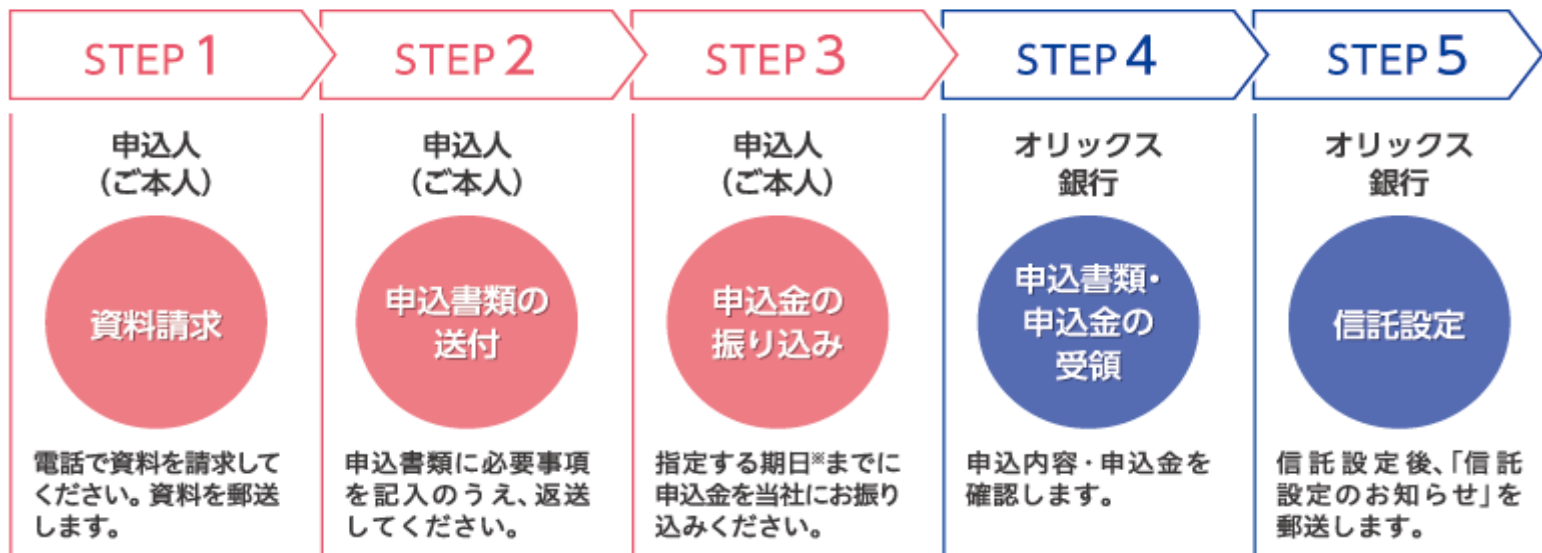 STEP 1
STEP 2
STEP 3
STEP 4
STEP 5
申込人
（ご本人）
資料請求
電話で資料を請求して
ください。資料を郵送
します。
申込人
（ご本人）
申込書類の
送付
申込書類に必要事項
を記入のうえ、返送
してください。
申込人
（ご本人）
申込金の
振り込み
指定する期日※までに
申込金を当社にお振り
込みください。
オリックス
銀行
申込書類・
申込金の
受領
申込内容・申込金を
確認します。
オリックス
銀行
信託設定
信託設定後、「信託
設定のお知らせ」を
郵送します。